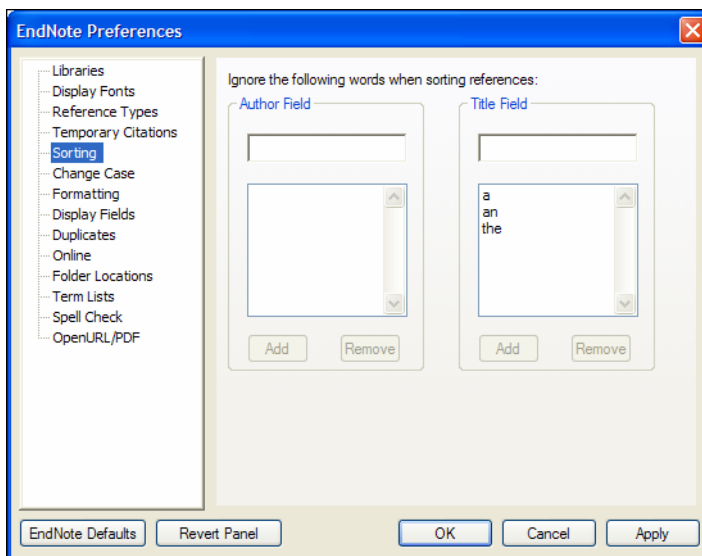 EndNote Preferences
Libraries
Display Fonts
Reference Types
Temporary Citations
Sorting
Change Case
Formatting
Display Fields
Duplicates
Online
Folder Locations
Term Lists
Spell Check
OpenURL/PDF
Ignore the following words when sorting references:
Author Field
Add
Remove
Title Field
a
an
the
Add
Remove
EndNote Defaults
Revert Panel
OK
Cancel
Apply